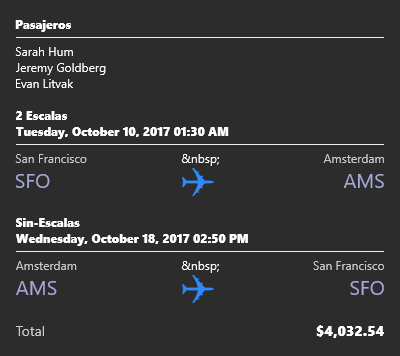 Pasajeros
Sarah Hum
Jeremy Goldberg
Evan Litvak
2 Escalas
Tuesday, October 10, 2017 01:30 AM
San Francisco &nbsp; Amsterdam
SFO AMS
Sin-Escalas
Wednesday, October 18, 2017 02:50 PM
Amsterdam &nbsp; San Francisco
AMS SFO
Total $4,032.54